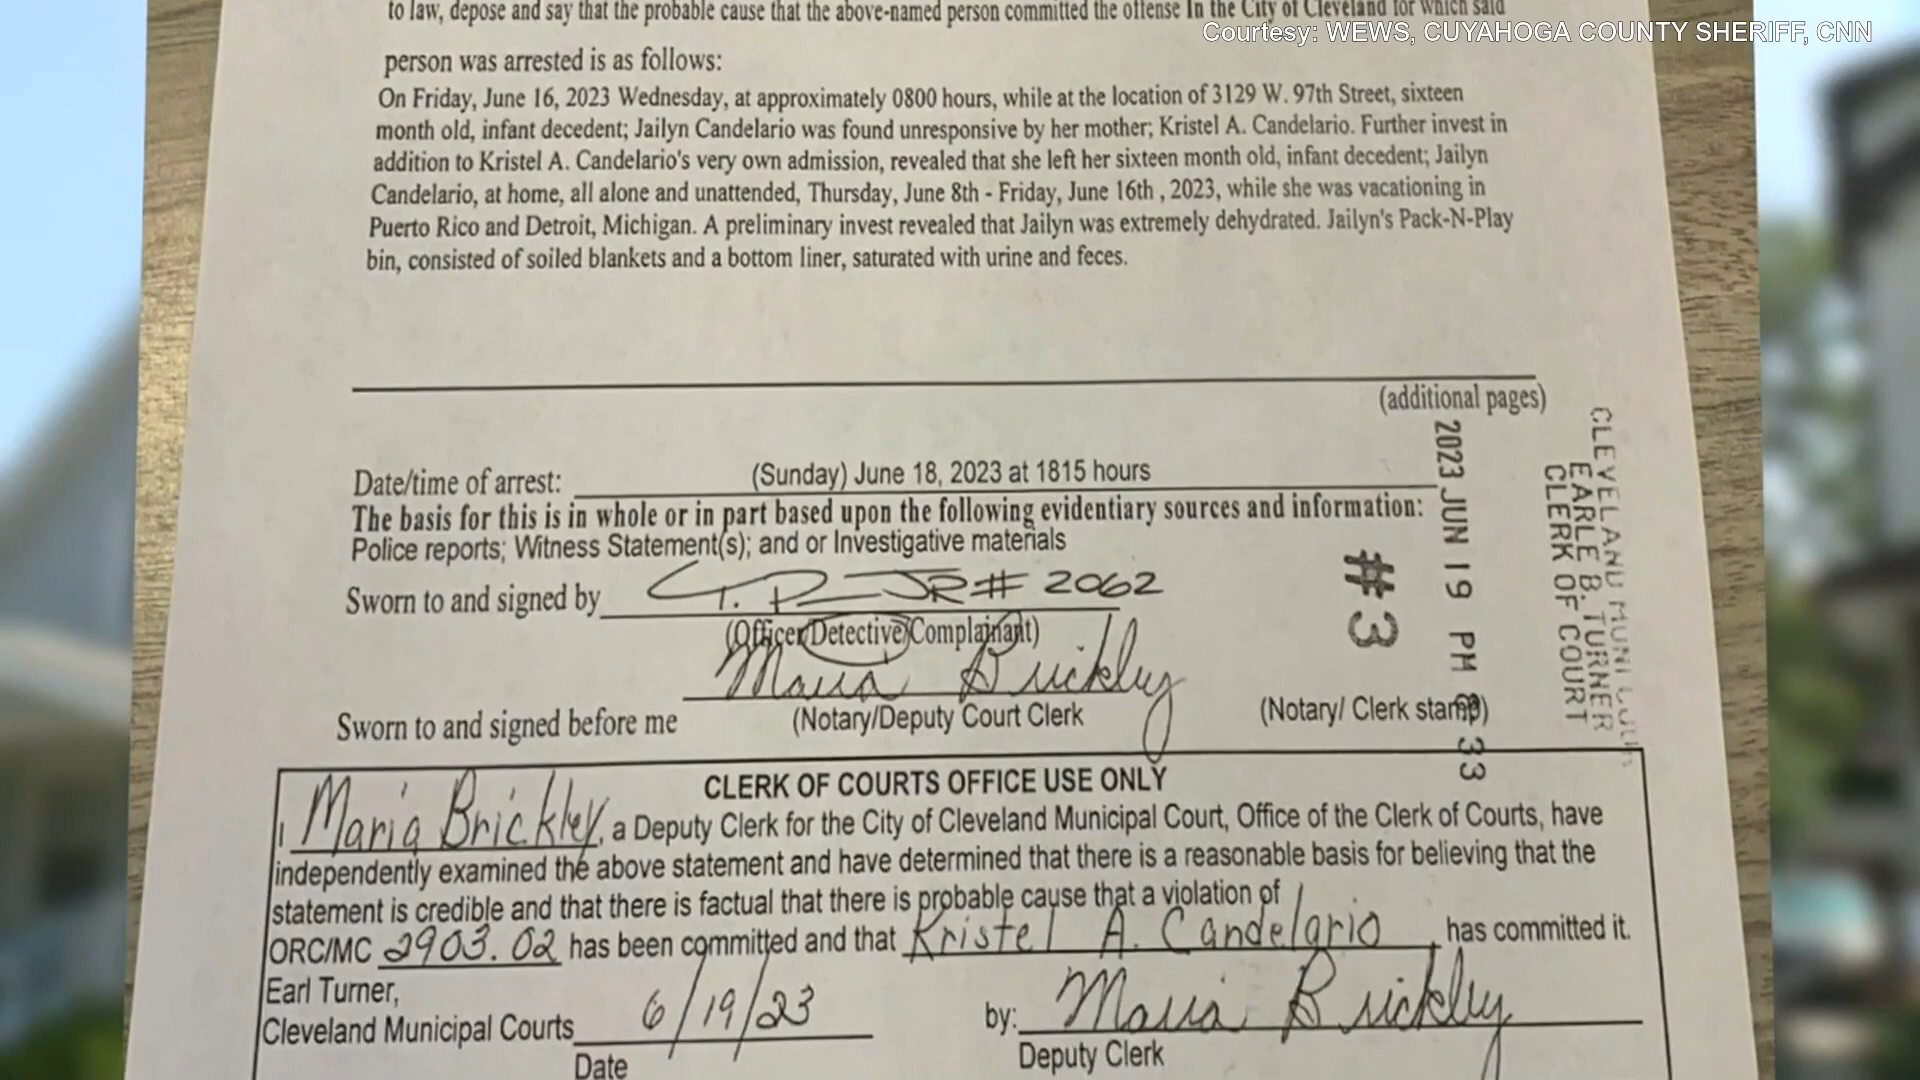 to law, depose and say that the probable cause that the above-named person committed the offense In the City of Cleveland for which said
Courtesy: WEWS, CUYAHOGA COUNTY SHERIFF, CNN
person was arrested is as follows:
On Friday, June 16, 2023 Wednesday, at approximately 0800 hours, while at the location of 3129 W. 97th Street, sixteen
month old, infant decedent; Jailyn Candelario was found unresponsive by her mother; Kristel A. Candelario. Further invest in
addition to Kristel A. Candelario's very own admission, revealed that she left her sixteen month old, infant decedent; Jailyn
Candelario, at home, all alone and unattended, Thursday, June 8th - Friday, June 16th , 2023, while she was vacationing in
Puerto Rico and Detroit, Michigan. A preliminary invest revealed that Jailyn was extremely dehydrated. Jailyn's Pack-N-Play
bin, consisted of soiled blankets and a bottom liner, saturated with urine and feces.
(additional pages)
Date/time of arrest: (Sunday) June 18, 2023 at 1815 hours
The basis for this is in whole or in part based upon the following evidentiary sources and information:
Police reports; Witness Statement(s); and or Investigative materials
Sworn to and signed by JR# 2062
(Officer/Detective/Complainant)
Maria Brickley
Sworn to and signed before me (Notary/Deputy Court Clerk (Notary/ Clerk stamp)
#3
2023 JUN 19 PM 8 33
CLEVELAND MUNI COURT
EARLE B. TURNER
CLERK OF COURT
CLERK OF COURTS OFFICE USE ONLY
I Maria Brickley, a Deputy Clerk for the City of Cleveland Municipal Court, Office of the Clerk of Courts, have
independently examined the above statement and have determined that there is a reasonable basis for believing that the
statement is credible and that there is factual that there is probable cause that a violation of
ORC/MC 2903.02 has been committed and that Kristel A. Candelario has committed it.
Earl Turner,
Cleveland Municipal Courts 6/19/23 by: Maria Brickley
Date Deputy Clerk